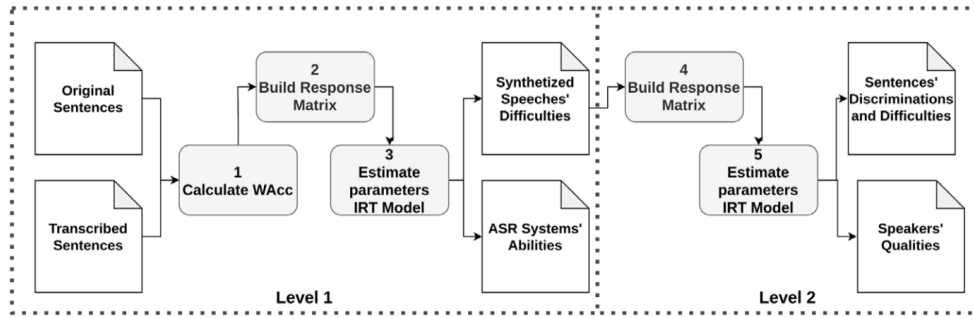 Original
Sentences
Transcribed
Sentences
1
Calculate WAcc
2
Build Response
Matrix
3
Estimate
parameters
IRT Model
Synthetized
Speeches'
Difficulties
ASR Systems'
Abilities
Level 1
4
Build Response
Matrix
5
Estimate
parameters
IRT Model
Sentences'
Discriminations
and Difficulties
Speakers'
Qualities
Level 2